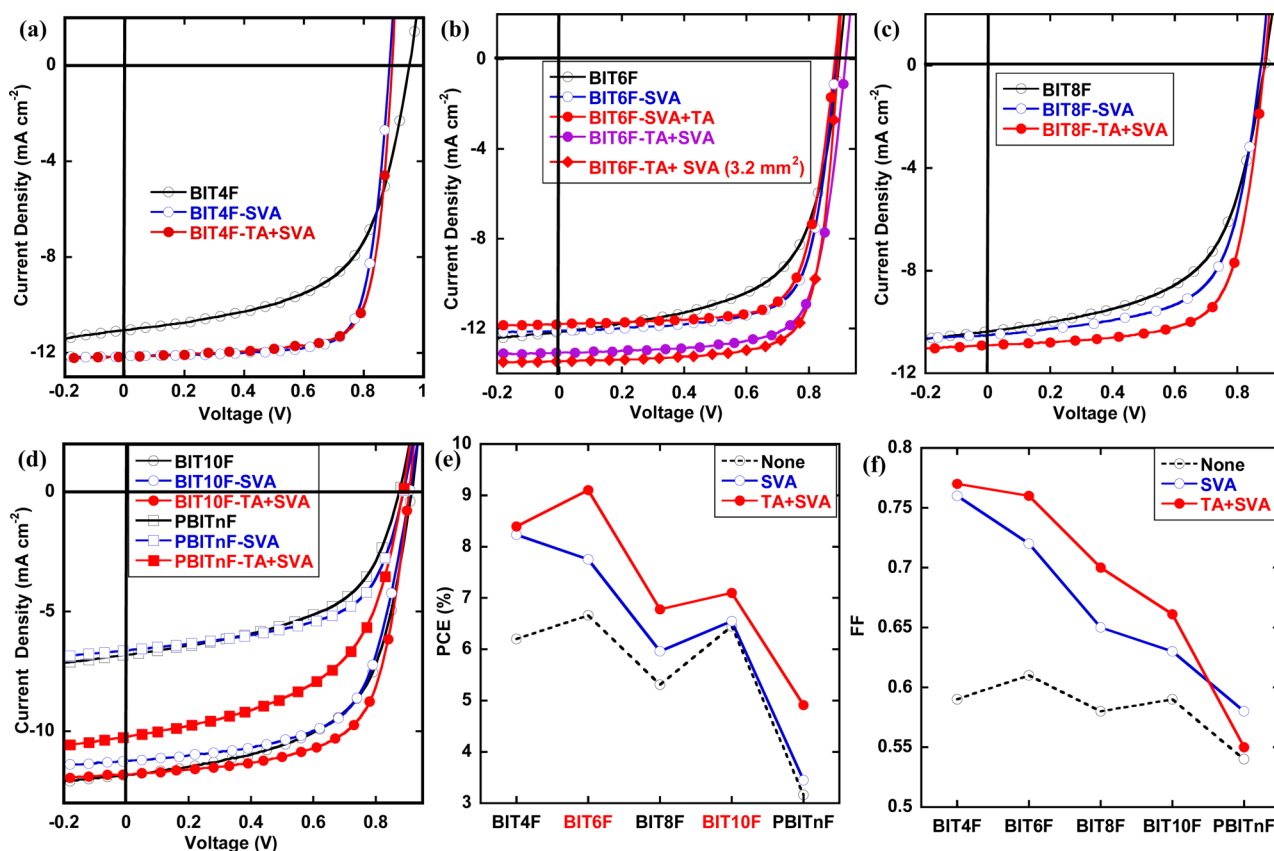 (a)
Current Density (mA cm-2)
0
-4
-8
-12
BIT4F
BIT4F-SVA
BIT4F-TA+SVA
-0.2 0 0.2 0.4 0.6 0.8 1
Voltage (V)
(b)
Current Density (mA cm-2)
0
-4
-8
-12
BIT6F
BIT6F-SVA
BIT6F-SVA+TA
BIT6F-TA+SVA
BIT6F-TA+ SVA (3.2 mm2)
-0.2 0 0.2 0.4 0.6 0.8
Voltage (V)
(c)
Current Density (mA cm-2)
0
-4
-8
-12
BIT8F
BIT8F-SVA
BIT8F-TA+SVA
-0.2 0 0.2 0.4 0.6 0.8
Voltage (V)
(d)
Current Density (mA cm-2)
0
-5
-10
BIT10F
BIT10F-SVA
BIT10F-TA+SVA
PBITnF
PBITnF-SVA
PBITnF-TA+SVA
-0.2 0 0.2 0.4 0.6 0.8
Voltage (V)
(e)
PCE (%)
10
9
8
7
6
5
4
3
None
SVA
TA+SVA
BIT4F BIT6F BIT8F BIT10F PBITnF
(f)
FF
0.8
0.75
0.7
0.65
0.6
0.55
0.5
None
SVA
TA+SVA
BIT4F BIT6F BIT8F BIT10F PBITnF